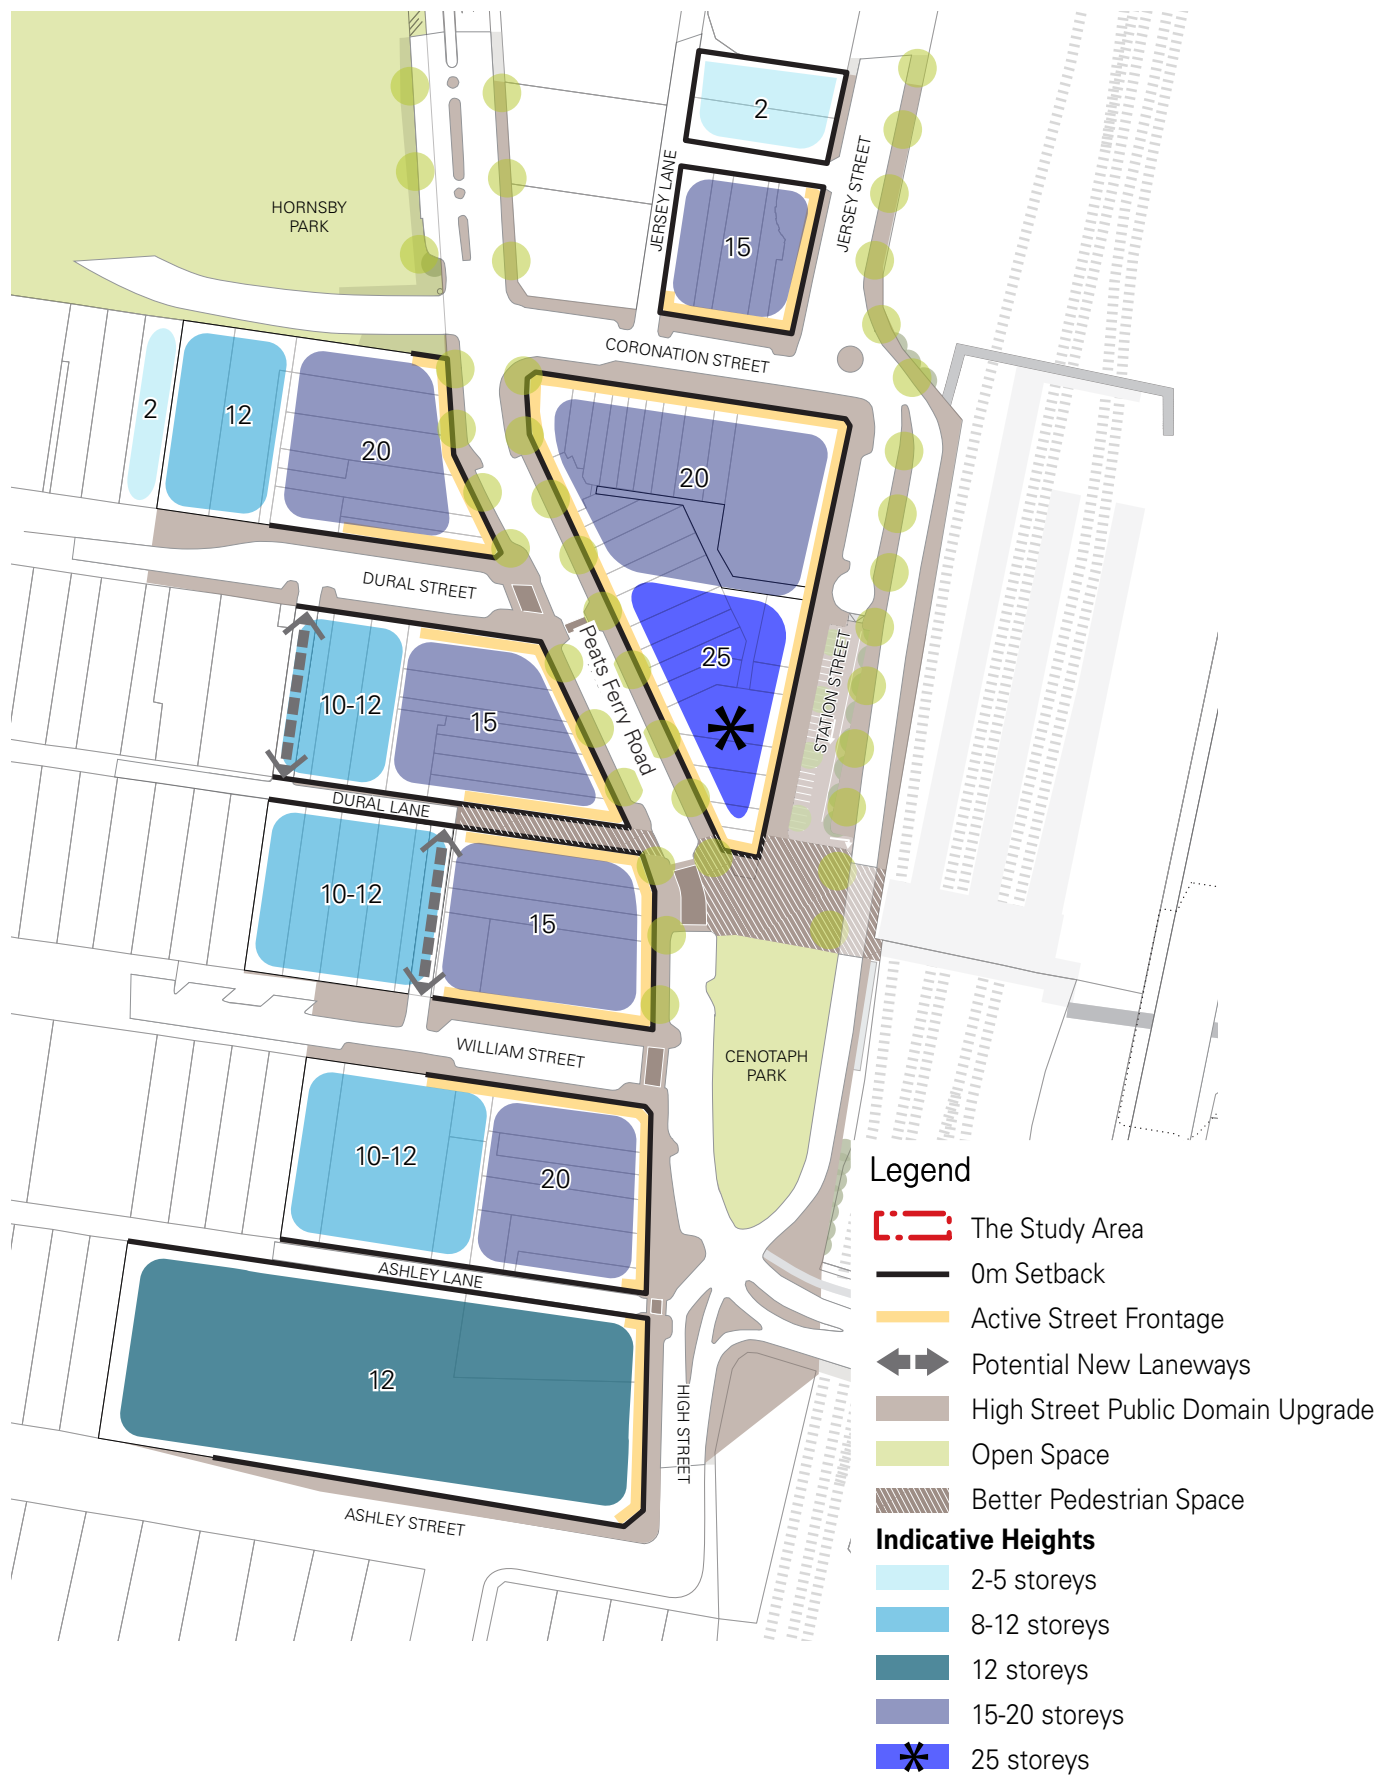 2
JERSEY LANE
JERSEY STREET
HORNSBY
PARK
15
CORONATION STREET
2
12
20
20
DURAL STREET
Peats Ferry Road
25
*
STATION STREET
10-12
15
DURAL LANE
10-12
15
WILLIAM STREET
CENOTAPH
PARK
10-12
20
ASHLEY LANE
12
HIGH STREET
ASHLEY STREET
Legend
The Study Area
0m Setback
Active Street Frontage
Potential New Laneways
High Street Public Domain Upgrade
Open Space
Better Pedestrian Space
Indicative Heights
2-5 storeys
8-12 storeys
12 storeys
15-20 storeys
* 25 storeys